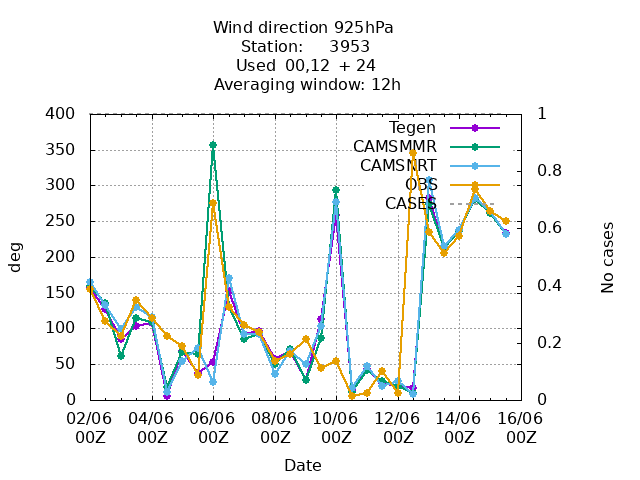 Wind direction 925hPa
Station: 3953
Used 00,12 + 24
Averaging window: 12h
Tegen
CAMSMMR
CAMSNRT
OBS
CASES
400
350
300
250
200
150
100
50
0
deg
1
0.8
0.6
0.4
0.2
0
No cases
02/06 04/06 06/06 08/06 10/06 12/06 14/06 16/06
00Z 00Z 00Z 00Z 00Z 00Z 00Z 00Z
Date